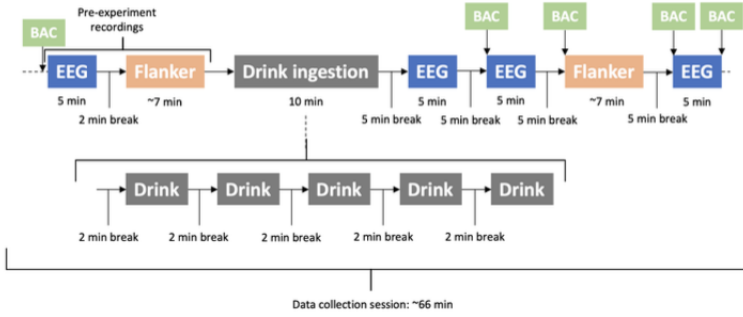 Pre-experiment
recordings
BAC
BAC
BAC
BAC
BAC
EEG
Flanker
Drink ingestion
EEG
EEG
Flanker
EEG
5 min
~7 min
10 min
5 min
5 min
~7 min
5 min
2 min break
5 min break
5 min break
5 min break
5 min break
Drink
Drink
Drink
Drink
Drink
2 min break
2 min break
2 min break
2 min break
2 min break
Data collection session: ~66 min